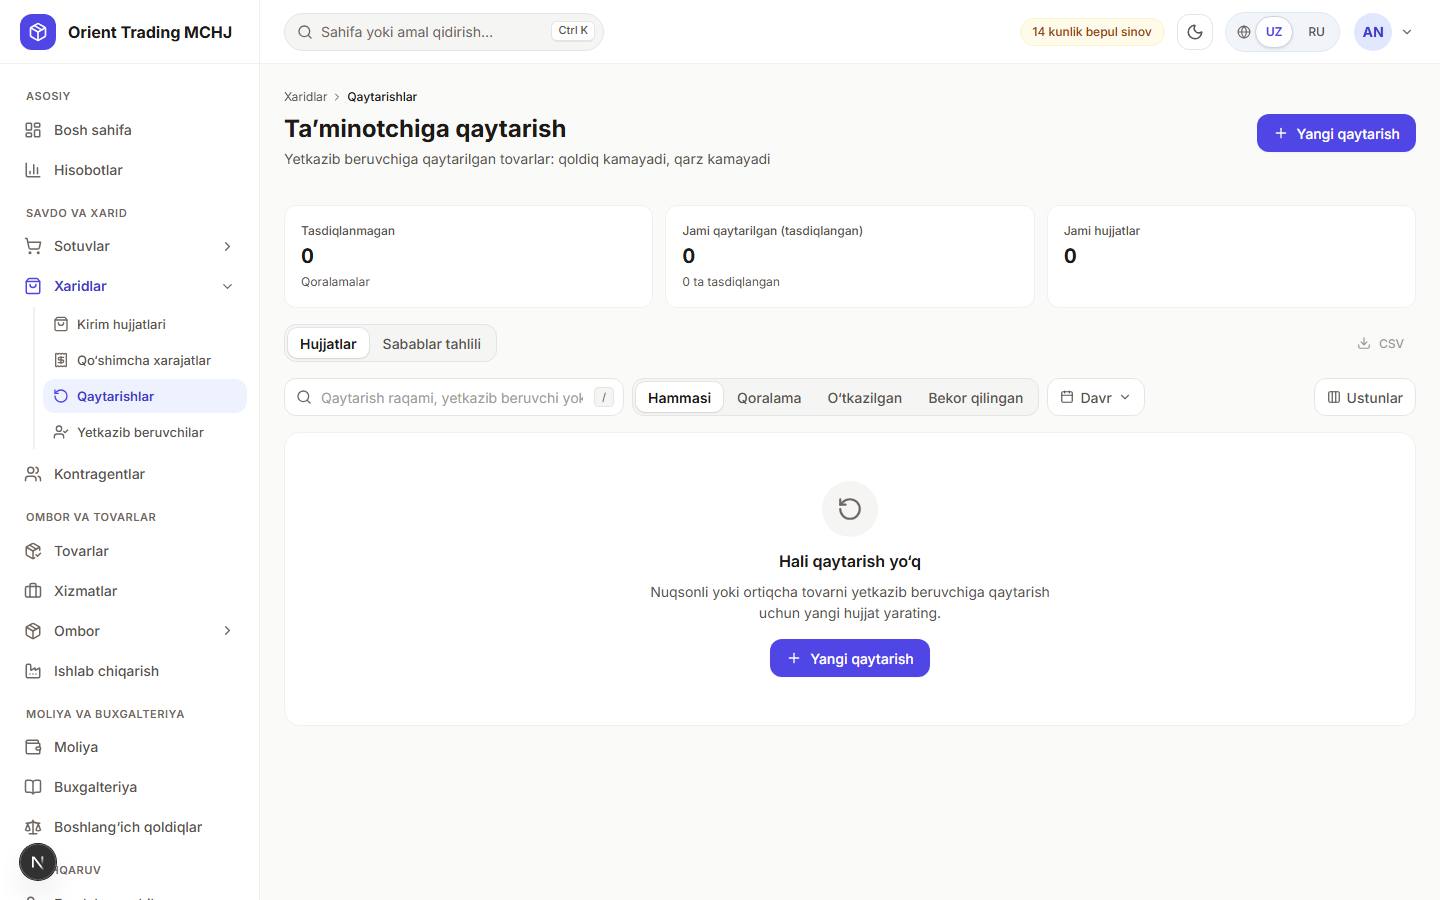 Orient Trading MCHJ
Sahifa yoki amal qidirish...
Ctrl K
14 kunlik bepul sinov
UZ
RU
AN
ASOSIY
Bosh sahifa
Hisobotlar
SAVDO VA XARID
Sotuvlar
Xaridlar
Kirim hujjatlari
Qo‘shimcha xarajatlar
Qaytarishlar
Yetkazib beruvchilar
Kontragentlar
OMBOR VA TOVARLAR
Tovarlar
Xizmatlar
Ombor
Ishlab chiqarish
MOLIYA VA BUXGALTERIYA
Moliya
Buxgalteriya
Boshlang‘ich qoldiqlar
N
Xaridlar > Qaytarishlar
Ta’minotchiga qaytarish
Yetkazib beruvchiga qaytarilgan tovarlar: qoldiq kamayadi, qarz kamayadi
+ Yangi qaytarish
Tasdiqlanmagan
0
Qoralamalar
Jami qaytarilgan (tasdiqlangan)
0
0 ta tasdiqlangan
Jami hujjatlar
0
Hujjatlar
Sabablar tahlili
CSV
Qaytarish raqami, yetkazib beruvchi yok
/
Hammasi
Qoralama
O‘tkazilgan
Bekor qilingan
Davr
Ustunlar
Hali qaytarish yo‘q
Nuqsonli yoki ortiqcha tovarni yetkazib beruvchiga qaytarish
uchun yangi hujjat yarating.
+ Yangi qaytarish